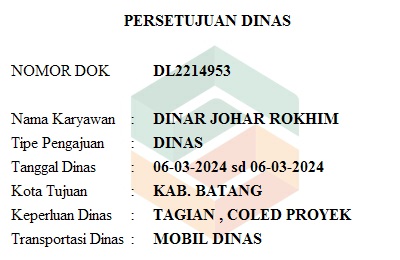 PERSETUJUAN DINAS
NOMOR DOK DL2214953
Nama Karyawan : DINAR JOHAR ROKHIM
Tipe Pengajuan : DINAS
Tanggal Dinas : 06-03-2024 sd 06-03-2024
Kota Tujuan : KAB. BATANG
Keperluan Dinas : TAGIAN , COLED PROYEK
Transportasi Dinas : MOBIL DINAS